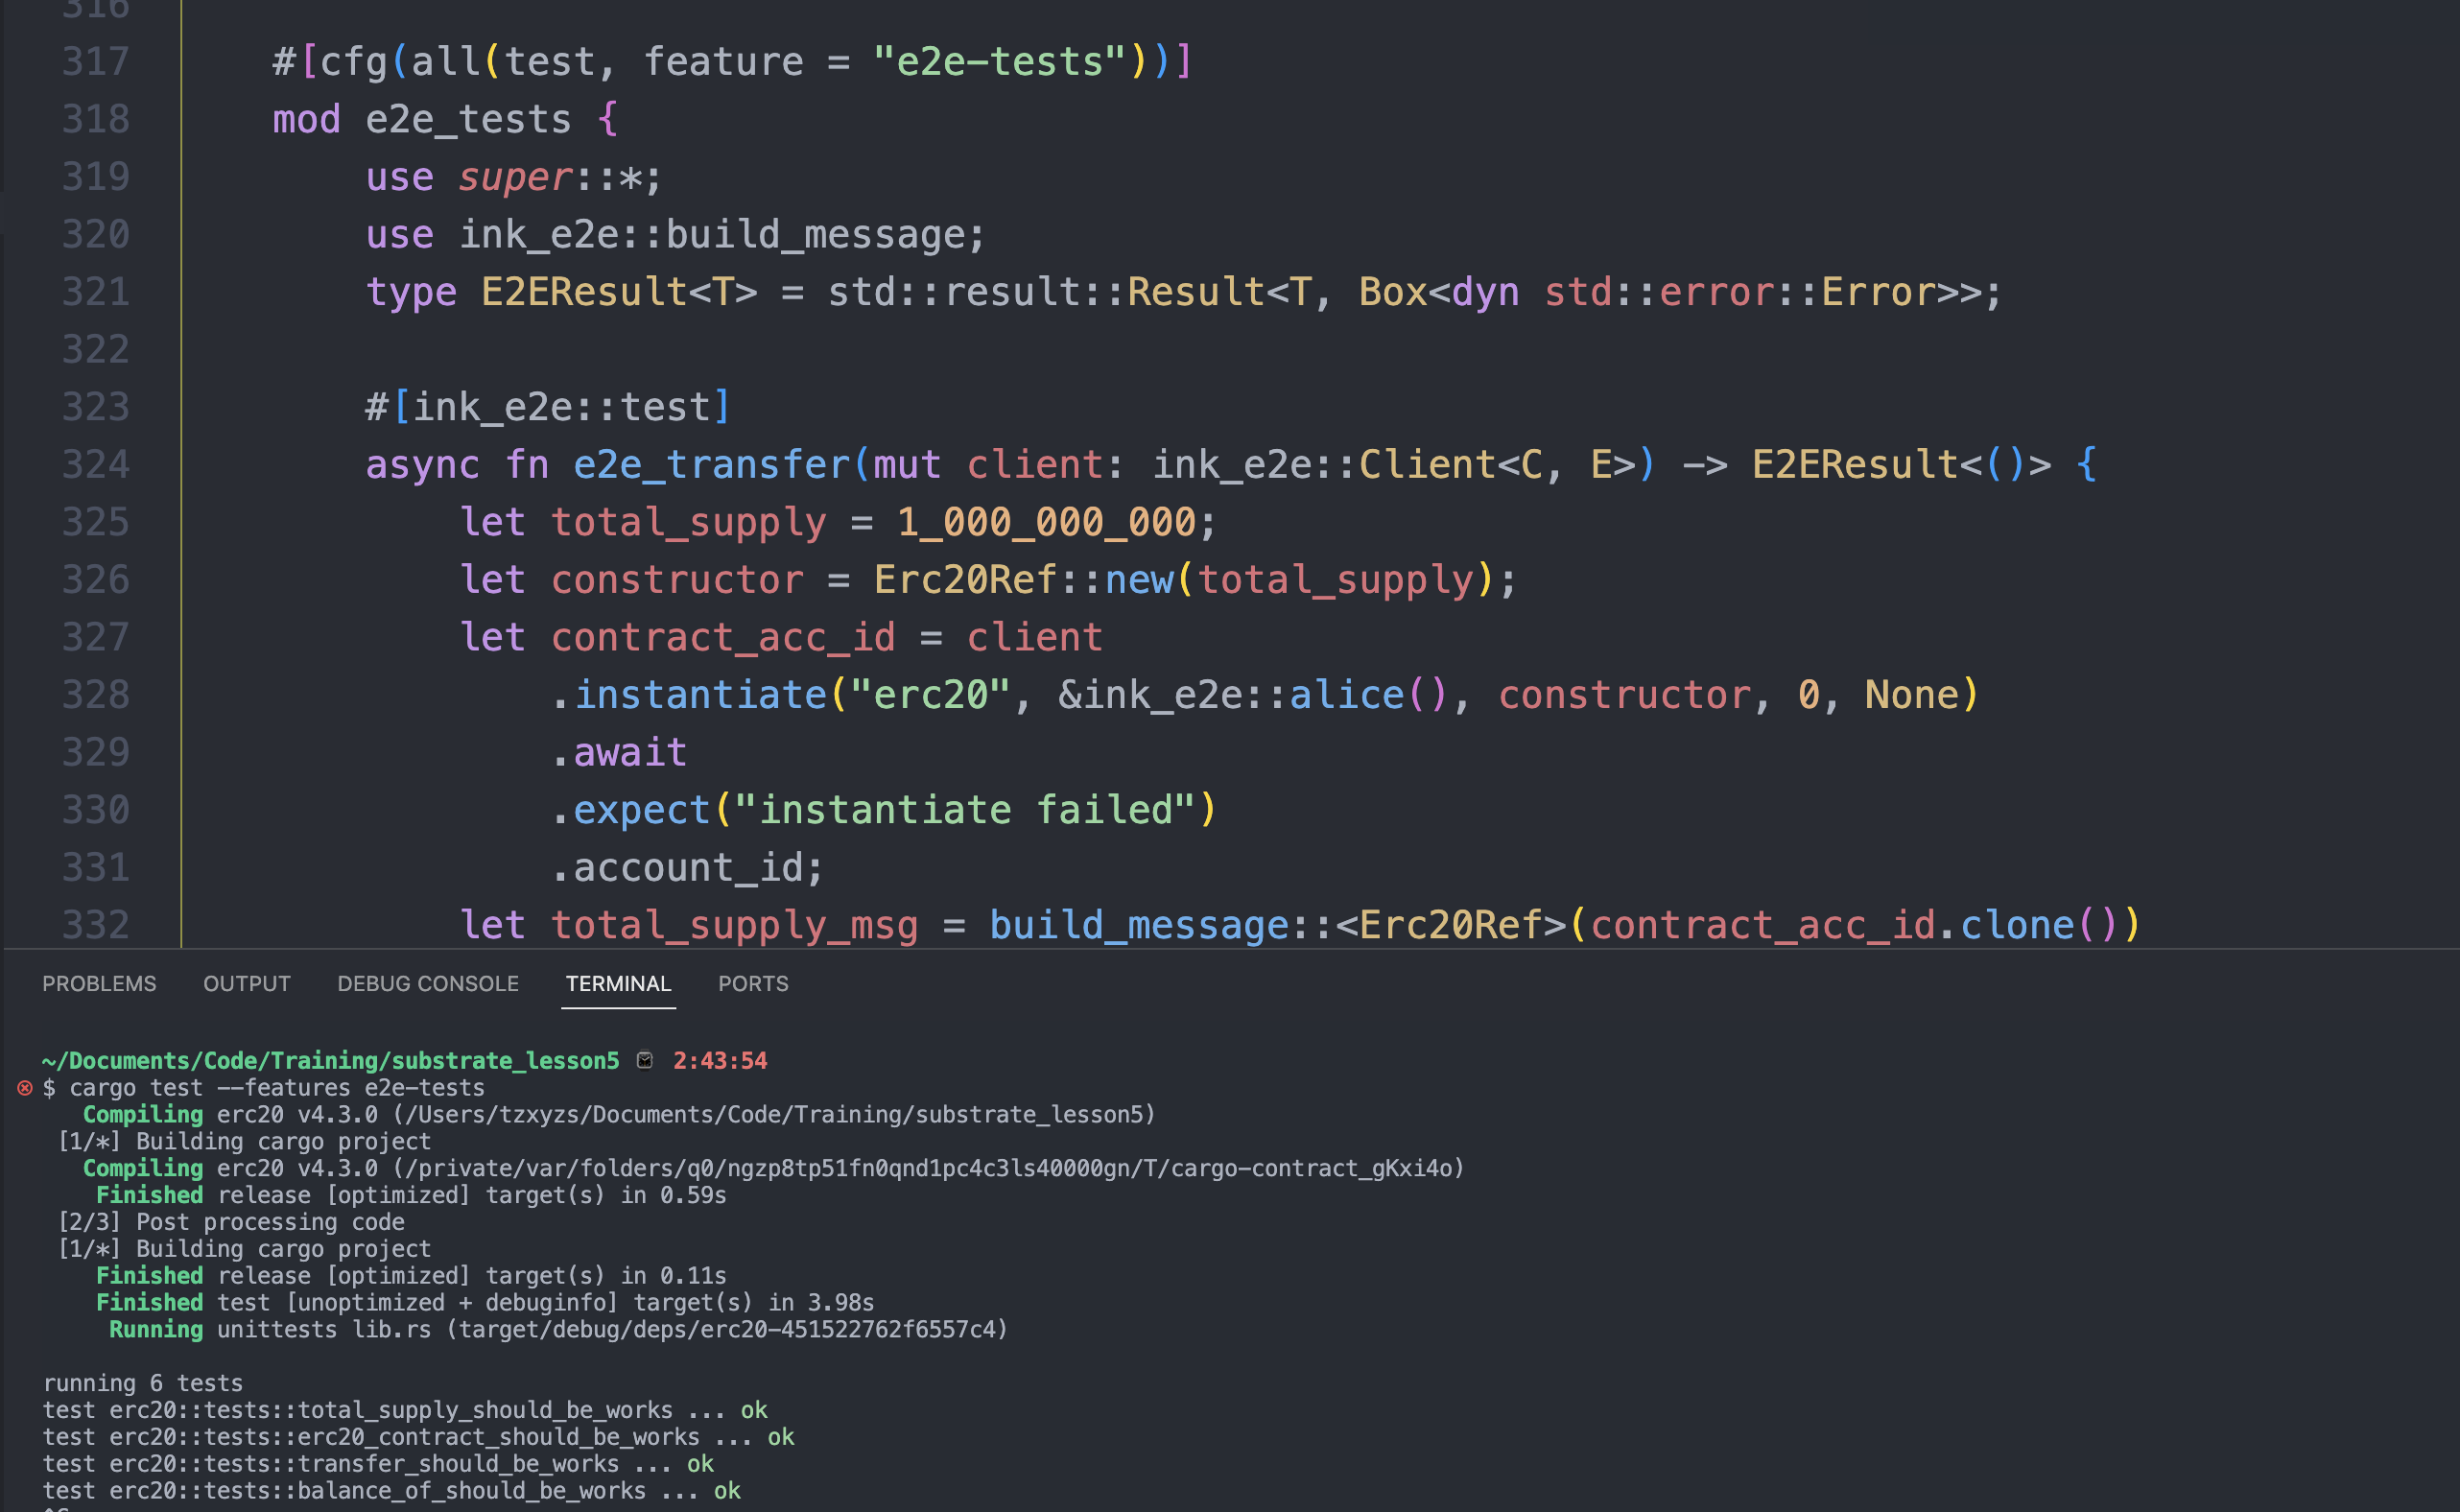 316
317 #[cfg(all(test, feature = "e2e-tests"))]
318 mod e2e_tests {
319 use super::*;
320 use ink_e2e::build_message;
321 type E2EResult<T> = std::result::Result<T, Box<dyn std::error::Error>>;
322
323 #[ink_e2e::test]
324 async fn e2e_transfer(mut client: ink_e2e::Client<C, E>) -> E2EResult<()> {
325 let total_supply = 1_000_000_000;
326 let constructor = Erc20Ref::new(total_supply);
327 let contract_acc_id = client
328 .instantiate("erc20", &ink_e2e::alice(), constructor, 0, None)
329 .await
330 .expect("instantiate failed")
331 .account_id;
332 let total_supply_msg = build_message::<Erc20Ref>(contract_acc_id.clone())
PROBLEMS OUTPUT DEBUG CONSOLE TERMINAL PORTS
~/Documents/Code/Training/substrate_lesson5 2:43:54
$ cargo test --features e2e-tests
Compiling erc20 v4.3.0 (/Users/tzxyzs/Documents/Code/Training/substrate_lesson5)
[1/*] Building cargo project
Compiling erc20 v4.3.0 (/private/var/folders/q0/ngzp8tp51fn0qnd1pc4c3ls40000gn/T/cargo-contract_gKxi4o)
Finished release [optimized] target(s) in 0.59s
[2/3] Post processing code
[1/*] Building cargo project
Finished release [optimized] target(s) in 0.11s
Finished test [unoptimized + debuginfo] target(s) in 3.98s
Running unittests lib.rs (target/debug/deps/erc20-451522762f6557c4)
running 6 tests
test erc20::tests::total_supply_should_be_works ... ok
test erc20::tests::erc20_contract_should_be_works ... ok
test erc20::tests::transfer_should_be_works ... ok
test erc20::tests::balance_of_should_be_works ... ok